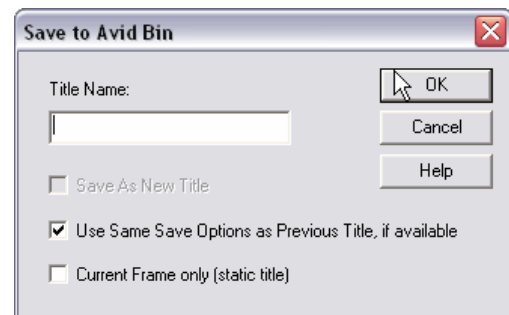 Save to Avid Bin
Title Name:
OK
Cancel
Help
Save As New Title
Use Same Save Options as Previous Title, if available
Current Frame only (static title)